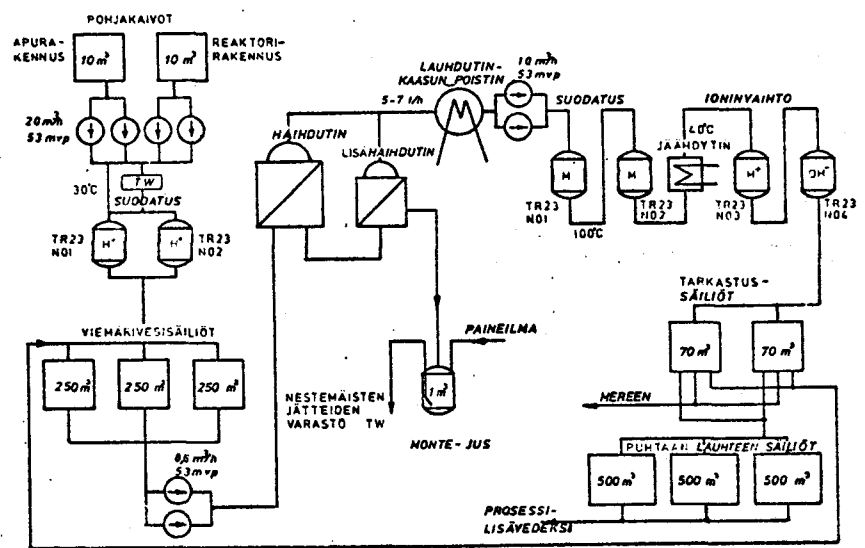 POHJAKAIVOT
APURA-
KENNUS
10 m³
10 m³
REAKTORI-
RAKENNUS
20 m³/h
53 mvp
30°C
TW
SUODATUS
TR23
N01
H⁺
H⁺
TR23
N02
VIEMÄRIVESISÄILIÖT
250 m³
250 m³
250 m³
8,6 m³/h
53 mvp
HAIHDUTIN
LISÄHAIHDUTIN
5-7 t/h
LAUHDUTIN-
KAASUN POISTIN
10 m³/h
53 mvp
SUODATUS
M
TR23
N01
100°C
M
TR23
N02
40°C
JÄÄHDYTIN
IONINVAIHTO
H⁺
TR23
N03
OH⁻
TR23
N04
PAINEILMA
1 m³
NESTEMÄISTEN
JÄTTEIDEN
VARASTO TW
MONTE-JUS
TARKASTUS-
SÄILIÖT
70 m³
70 m³
MEREEN
PUHTAAN LAUHTEEN SÄILIÖT
500 m³
500 m³
500 m³
PROSESSI-
LISÄVEDEKSI